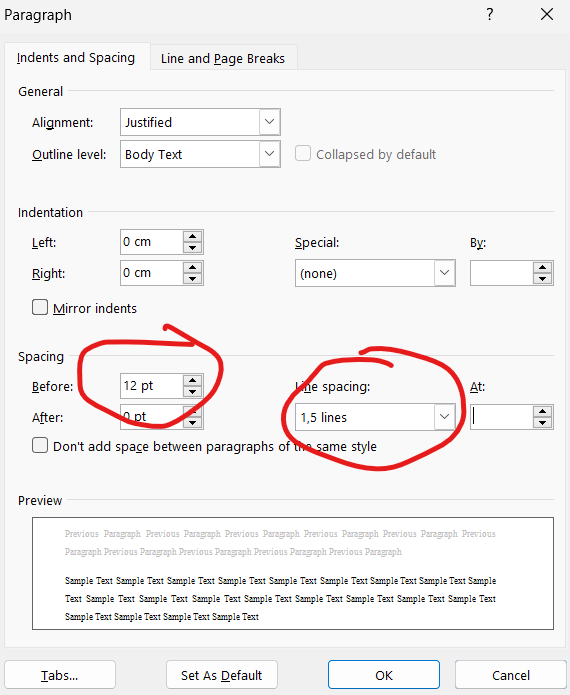 Paragraph ?
Indents and Spacing Line and Page Breaks
General
Alignment: Justified
Outline level: Body Text Collapsed by default
Indentation
Left: 0 cm Special: By:
Right: 0 cm (none)
Mirror indents
Spacing
Before: 12 pt Line spacing: At:
After: 0 pt 1,5 lines
Don't add space between paragraphs of the same style
Preview
Previous Paragraph Previous Paragraph Previous Paragraph Previous Paragraph Previous Paragraph Previous
Paragraph Previous Paragraph Previous Paragraph Previous Paragraph Previous Paragraph
Sample Text Sample Text Sample Text Sample Text Sample Text Sample Text Sample Text Sample Text Sample
Text Sample Text Sample Text Sample Text Sample Text Sample Text Sample Text Sample Text Sample Text
Sample Text Sample Text Sample Text Sample Text
Tabs... Set As Default OK Cancel